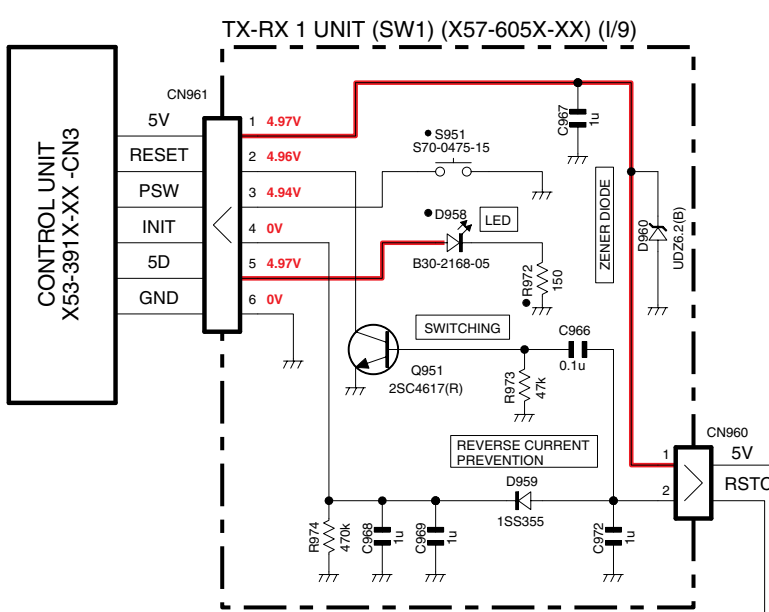 TX-RX 1 UNIT (SW1) (X57-605X-XX) (I/9)
CONTROL UNIT
X53-391X-XX -CN3
CN961
5V
1 4.97V
RESET
2 4.96V
PSW
3 4.94V
INIT
4 0V
5D
5 4.97V
GND
6 0V
S951
S70-0475-15
D958
LED
B30-2168-05
R972
150
C967
1u
ZENER DIODE
D960
UDZ6.2(B)
SWITCHING
Q951
2SC4617(R)
C966
0.1u
R973
47k
REVERSE CURRENT
PREVENTION
D959
1SS355
R974
470k
C968
1u
C969
1u
C972
1u
CN960
1
5V
2